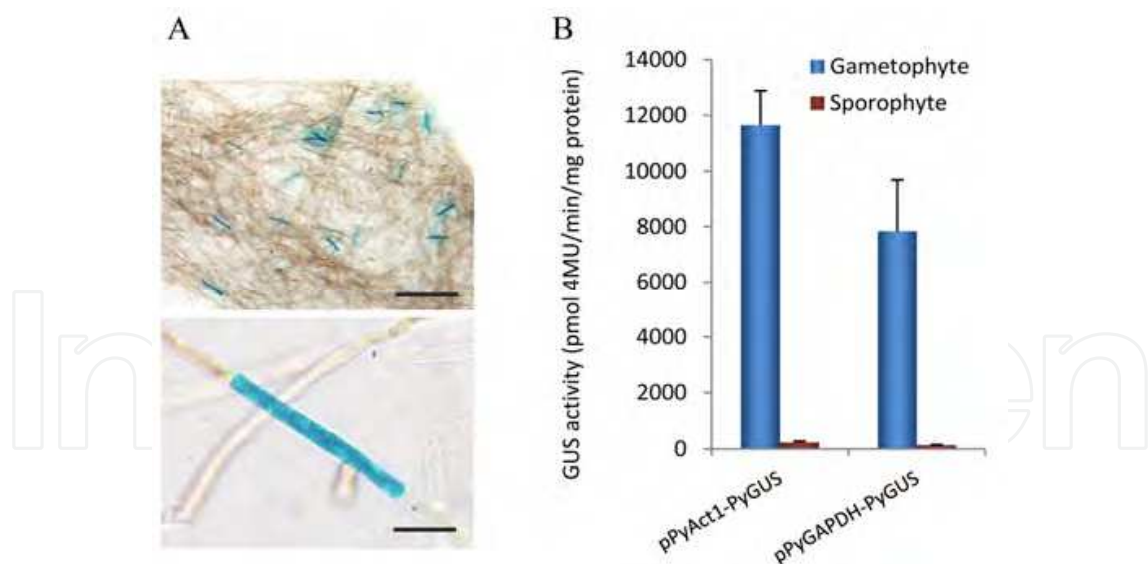 A
B
14000
12000
10000
8000
6000
4000
2000
0
GUS activity (pmol 4MU/min/mg protein)
Gametophyte
Sporophyte
pPyAct1-PyGUS
pPyGAPDH-PyGUS